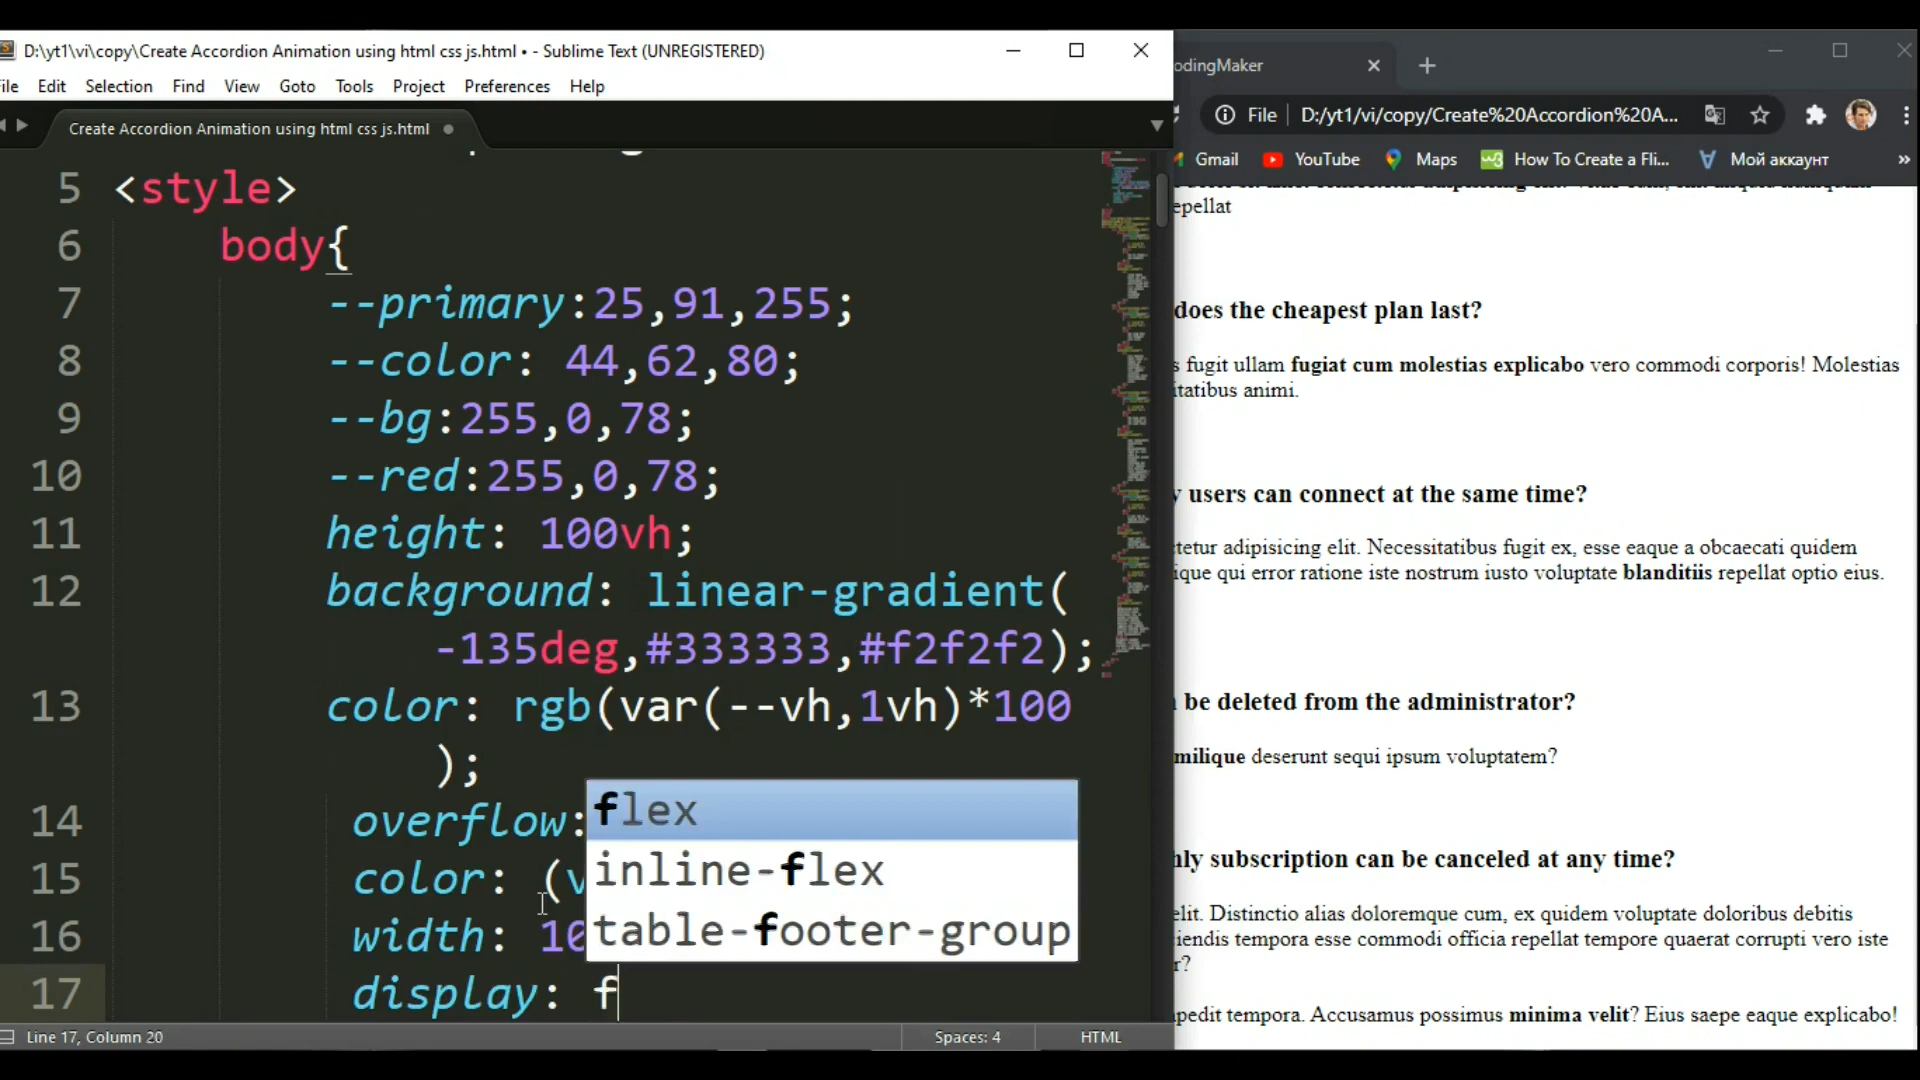 D:\yt1\vi\copy\Create Accordion Animation using html css js.html • - Sublime Text (UNREGISTERED)
File Edit Selection Find View Goto Tools Project Preferences Help
Create Accordion Animation using html css js.html
5 <style>
6 body{
7 --primary:25,91,255;
8 --color: 44,62,80;
9 --bg:255,0,78;
10 --red:255,0,78;
11 height: 100vh;
12 background: linear-gradient(
-135deg,#333333,#f2f2f2);
13 color: rgb(var(--vh,1vh)*100
);
14 overflow:
15 color: (v
16 width: 10
17 display: f
flex
inline-flex
table-footer-group
Line 17, Column 20
Spaces: 4
HTML
odingMaker
File D:/yt1/vi/copy/Create%20Accordion%20A...
Gmail YouTube Maps How To Create a Fli... Мой аккаунт »
epellat
does the cheapest plan last?
s fugit ullam fugiat cum molestias explicabo vero commodi corporis! Molestias
itatibus animi.
y users can connect at the same time?
ctetur adipisicing elit. Necessitatibus fugit ex, esse eaque a obcaecati quidem
ique qui error ratione iste nostrum iusto voluptate blanditiis repellat optio eius.
n be deleted from the administrator?
milique deserunt sequi ipsum voluptatem?
hly subscription can be canceled at any time?
elit. Distinctio alias doloremque cum, ex quidem voluptate doloribus debitis
iendis tempora esse commodi officia repellat tempore quaerat corrupti vero iste
r?
pedit tempora. Accusamus possimus minima velit? Eius saepe eaque explicabo!